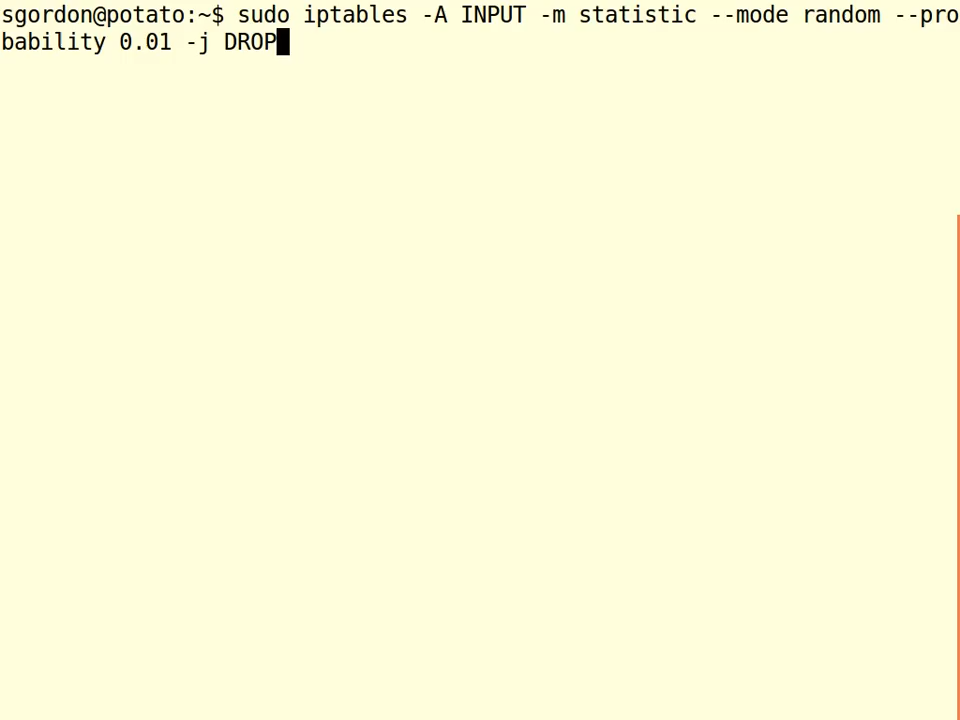 sgordon@potato:~$ sudo iptables -A INPUT -m statistic --mode random --pro
bability 0.01 -j DROP